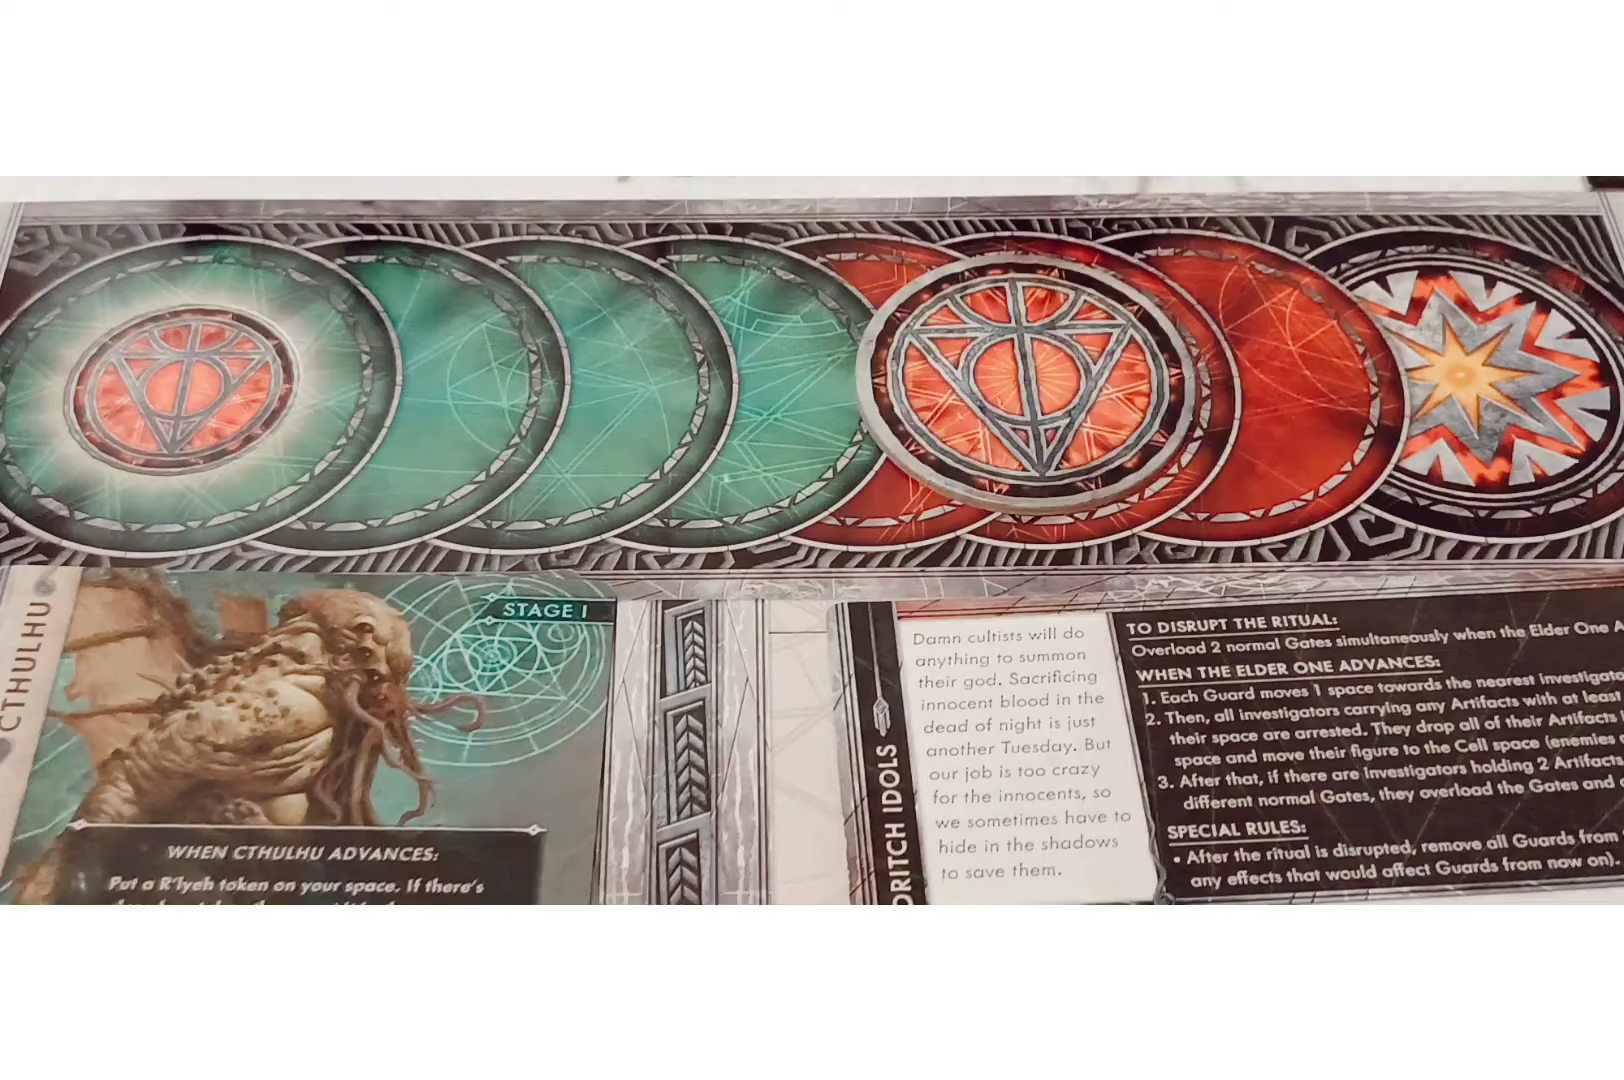 CTHULHU
STAGE I
WHEN CTHULHU ADVANCES:
Put a R'lyeh token on your space. If there's
ORITCH IDOLS
Damn cultists will do
anything to summon
their god. Sacrificing
innocent blood in the
dead of night is just
another Tuesday. But
our job is too crazy
for the innocents, so
we sometimes have to
hide in the shadows
to save them.
TO DISRUPT THE RITUAL:
Overload 2 normal Gates simultaneously when the Elder One A
WHEN THE ELDER ONE ADVANCES:
1. Each Guard moves 1 space towards the nearest investigato
2. Then, all investigators carrying any Artifacts with at least
their space are arrested. They drop all of their Artifacts
space and move their figure to the Cell space (enemies
3. After that, if there are investigators holding 2 Artifacts
different normal Gates, they overload the Gates and
SPECIAL RULES:
• After the ritual is disrupted, remove all Guards from
any effects that would affect Guards from now on).